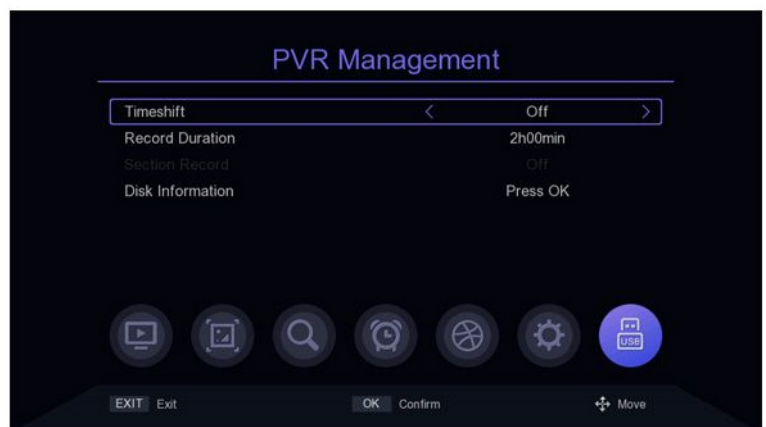 PVR Management
Timeshift < Off >
Record Duration 2h00min
Section Record Off
Disk Information Press OK
USB
EXIT Exit OK Confirm Move